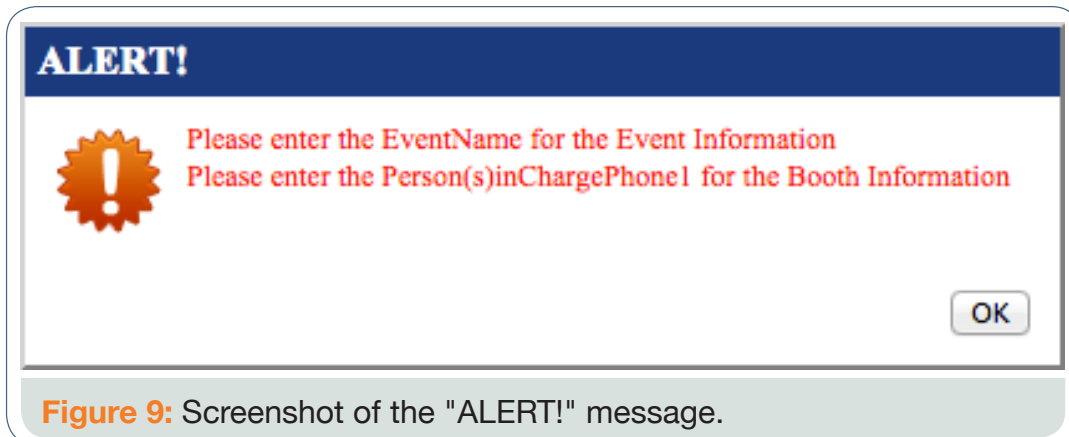 ALERT!
Please enter the EventName for the Event Information
Please enter the Person(s)inChargePhone1 for the Booth Information
OK
Figure 9: Screenshot of the "ALERT!" message.